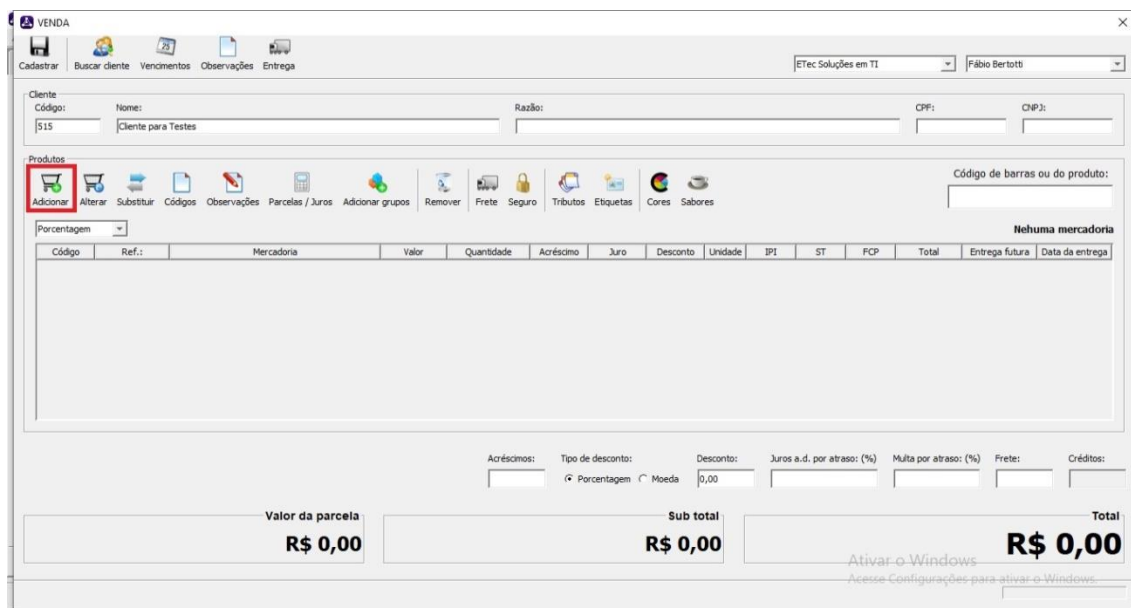 VENDA
Cadastrar Buscar cliente Vencimentos Observações Entrega
ETec Soluções em TI Fábio Bertotti
Cliente
Código: Nome: Razão: CPF: CNPJ:
515 Cliente para Testes
Produtos
Código de barras ou do produto:
Adicionar Alterar Substituir Códigos Observações Parcelas / Juros Adicionar grupos Remover Frete Seguro Tributos Etiquetas Cores Sabores
Porcentagem Nehuma mercadoria
Código Ref.: Mercadoria Valor Quantidade Acréscimo Juro Desconto Unidade IPI ST FCP Total Entrega futura Data da entrega
Acréscimos: Tipo de desconto: Desconto: Juros a.d. por atraso: (%) Multa por atraso: (%) Frete: Créditos:
Porcentagem Moeda 0,00
Valor da parcela Sub total Total
R$ 0,00 R$ 0,00 R$ 0,00
Ativar o Windows
Acesse Configurações para ativar o Windows.